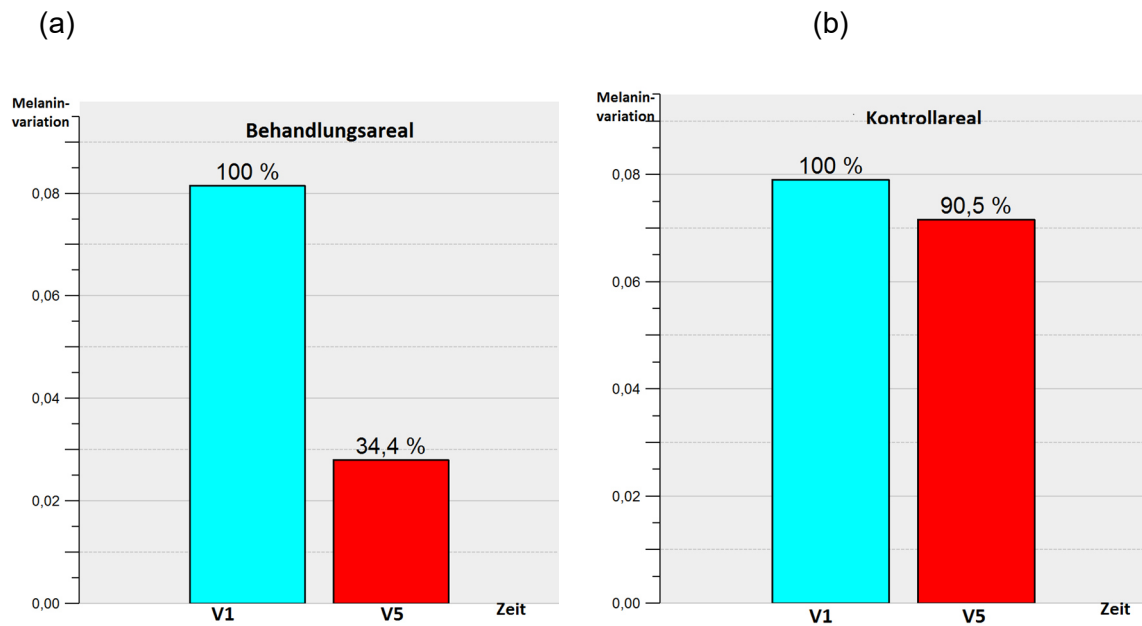 (a)
Melanin-
variation
Behandlungsareal
100 %
0,08
0,06
0,04
34,4 %
0,02
0,00
V1
V5
Zeit
(b)
Melanin-
variation
Kontrollareal
100 %
90,5 %
0,08
0,06
0,04
0,02
0,00
V1
V5
Zeit